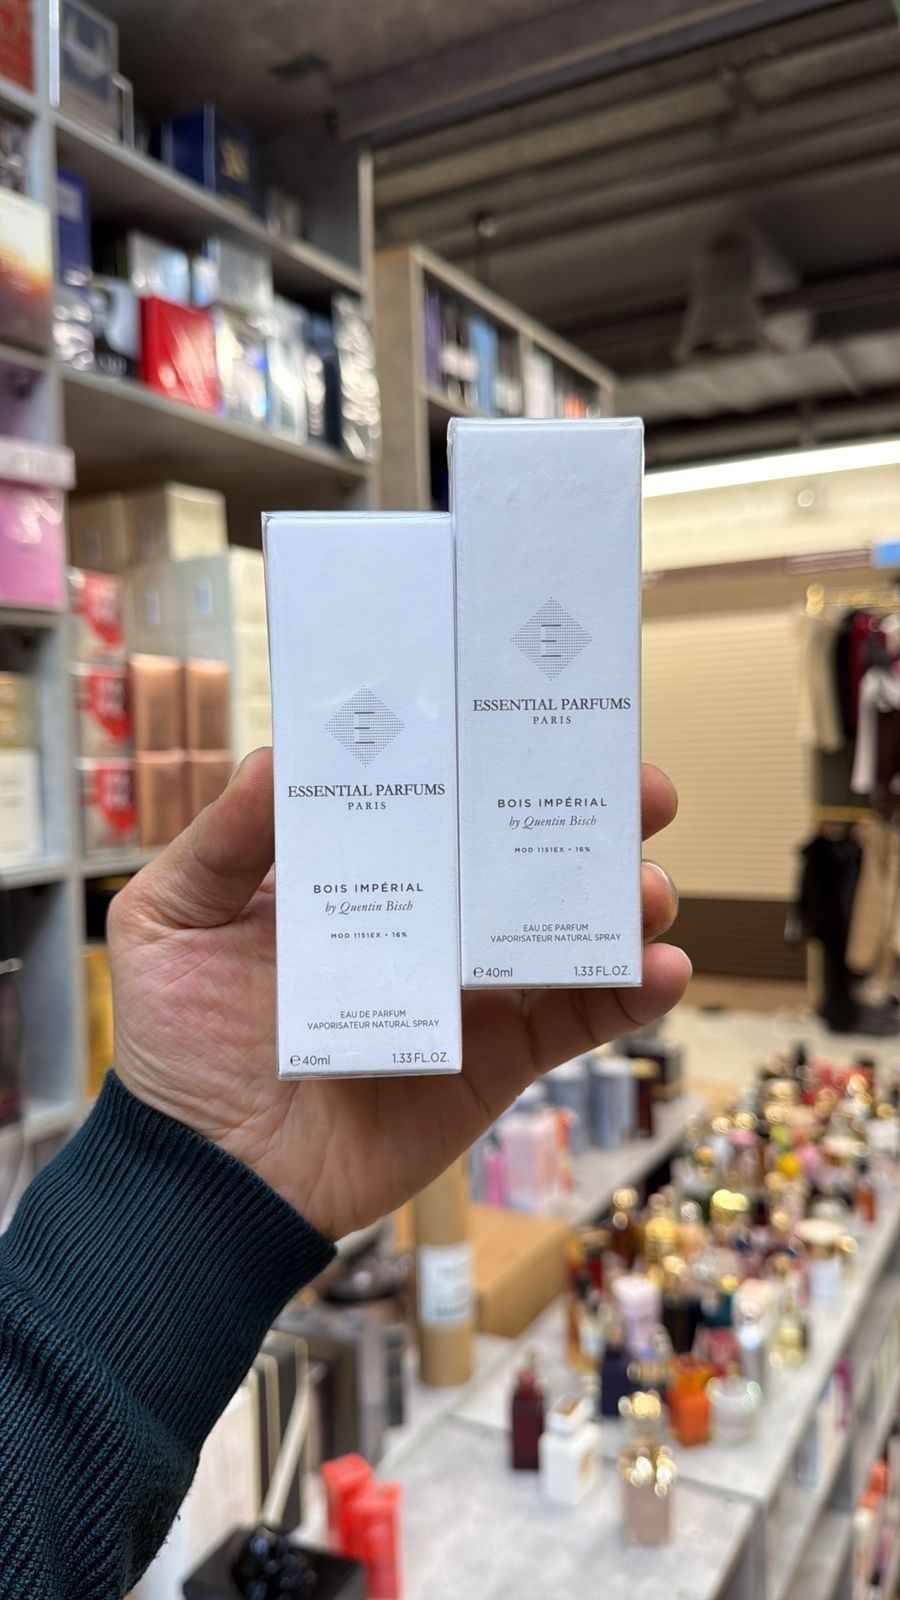 E
ESSENTIAL PARFUMS
PARIS
BOIS IMPÉRIAL
by Quentin Bisch
MOD 1151EX • 16%
EAU DE PARFUM
VAPORISATEUR NATURAL SPRAY
℮40ml 1.33 FL.OZ.
E
ESSENTIAL PARFUMS
PARIS
BOIS IMPÉRIAL
by Quentin Bisch
MOD 1151EX • 16%
EAU DE PARFUM
VAPORISATEUR NATURAL SPRAY
℮40ml 1.33 FL.OZ.